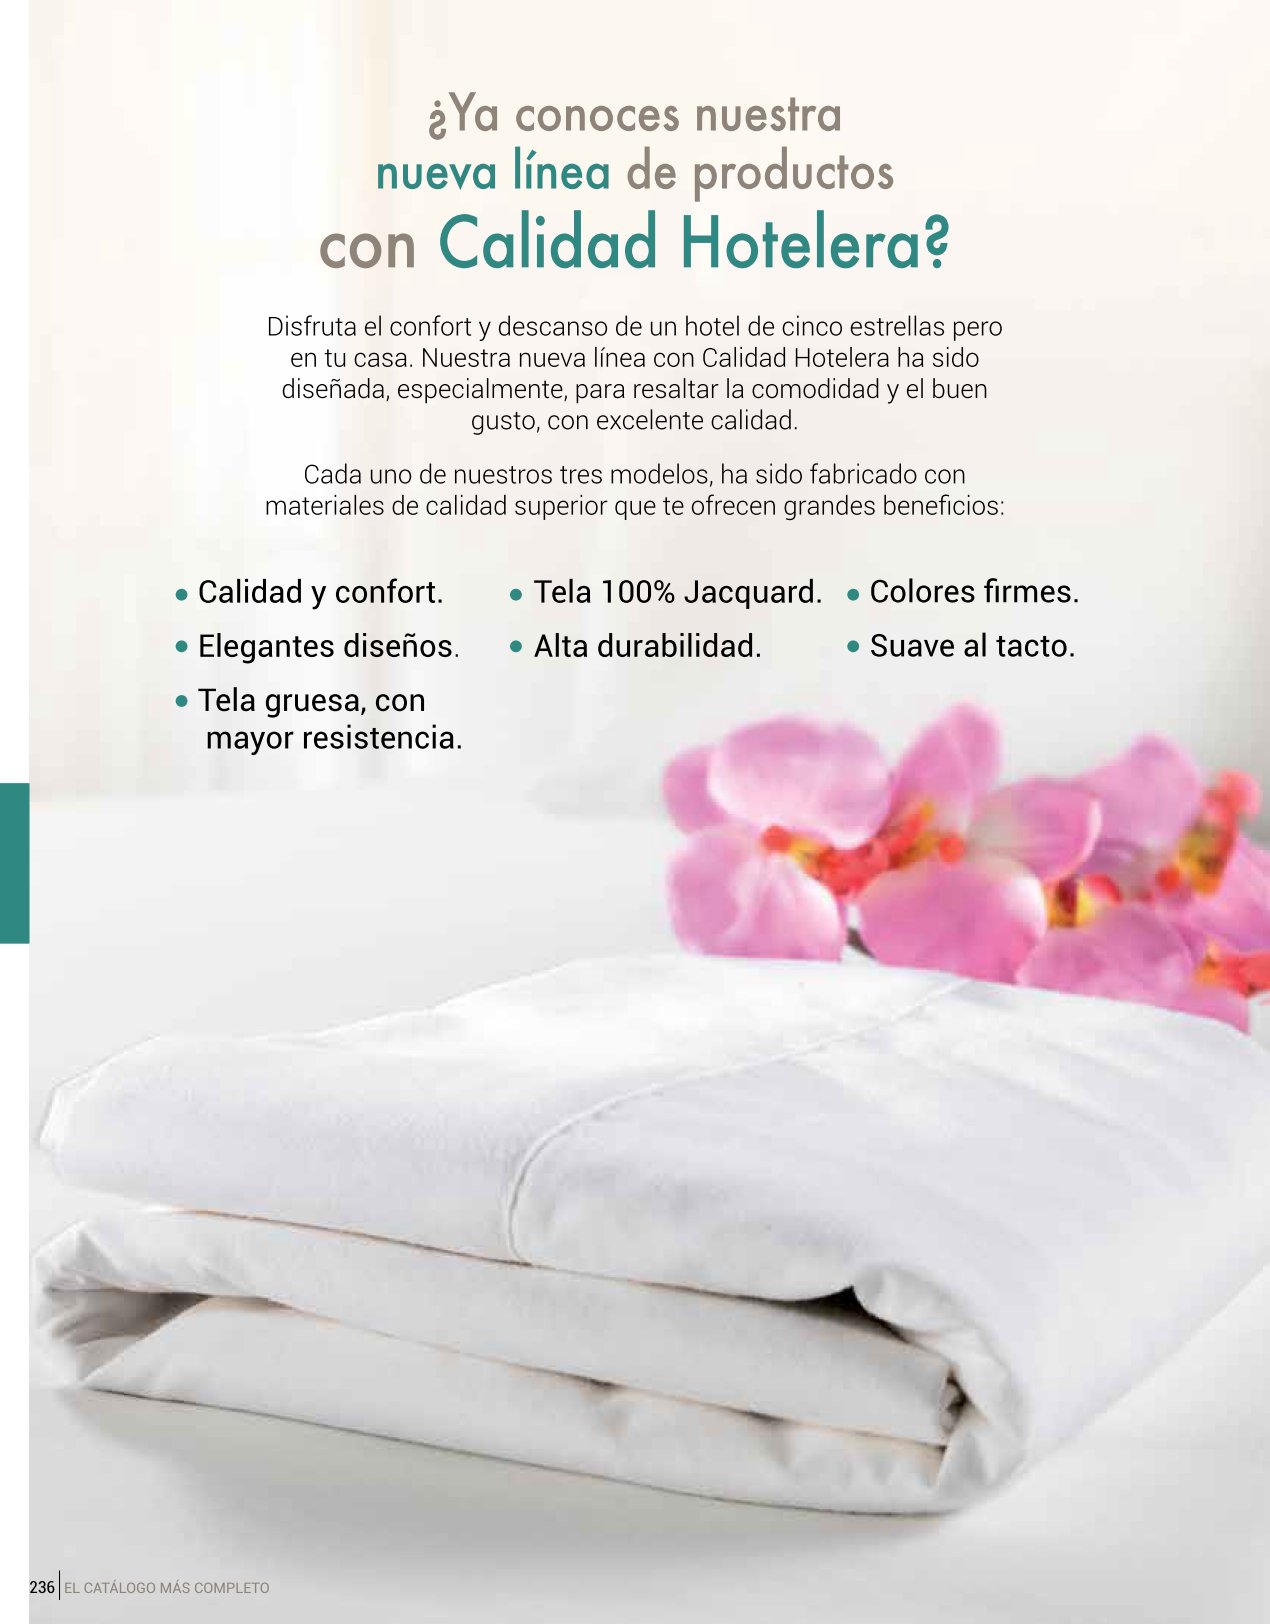 ¿Ya conoces nuestra
nueva línea de productos
con Calidad Hotelera?
Disfruta el confort y descanso de un hotel de cinco estrellas pero
en tu casa. Nuestra nueva línea con Calidad Hotelera ha sido
diseñada, especialmente, para resaltar la comodidad y el buen
gusto, con excelente calidad.
Cada uno de nuestros tres modelos, ha sido fabricado con
materiales de calidad superior que te ofrecen grandes beneficios:
• Calidad y confort.
• Elegantes diseños.
• Tela gruesa, con
mayor resistencia.
• Tela 100% Jacquard.
• Alta durabilidad.
• Colores firmes.
• Suave al tacto.
236 EL CATÁLOGO MÁS COMPLETO